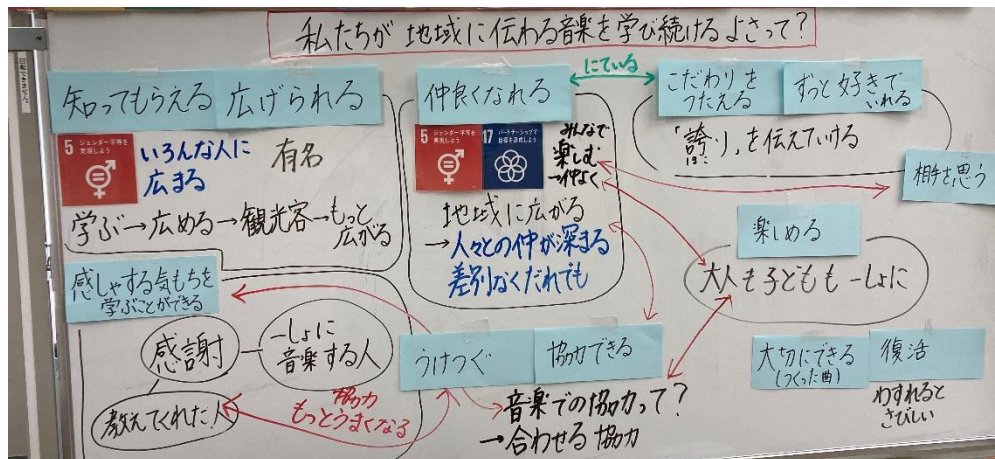 私たちが地域に伝わる音楽を学び続けるよさって?
知ってもらえる
広げられる
5 ジェンダー平等を
実現しよう
いろんな人に
広まる
有名
学ぶ→広める→観光客→もっと
広がる
仲良くなれる
にている
5 ジェンダー平等を
実現しよう
17 パートナーシップで
目標を達成しよう
みんなで
楽しむ
→仲よく
地域に広がる
→人々との仲が深まる
差別なくだれでも
こだわりを
つたえる
ずっと好きで
いれる
「誇り」を伝えていける
ほこ
相手を思う
楽しめる
大人も子どもも一しょに
感しゃする気もちを
学ぶことができる
感謝
一しょに
音楽する人
教えてくれた人
協力
もっとうまくなる
うけつぐ
協力できる
音楽での協力って?
→合わせる協力
大切にできる
(つくった曲)
復活
わすれると
さびしい